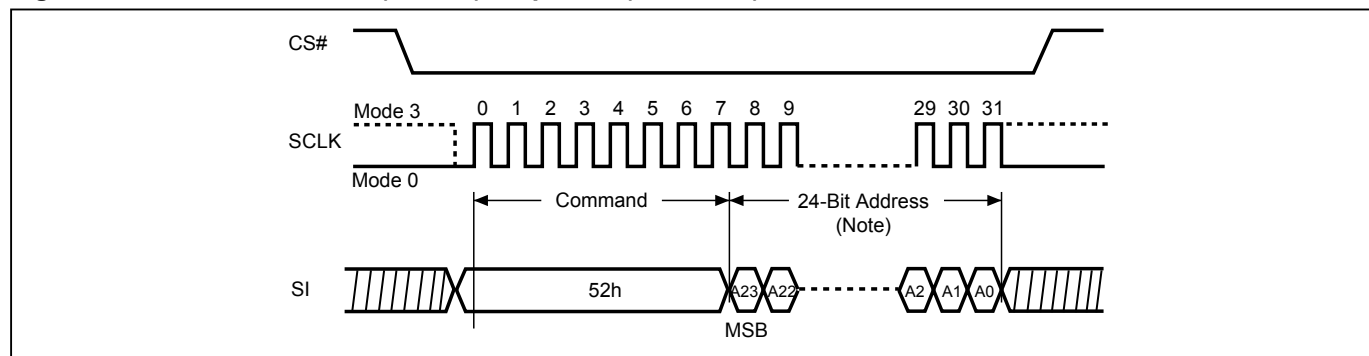 CS#
Mode 3
0 1 2 3 4 5 6 7 8 9 29 30 31
SCLK
Mode 0
Command
24-Bit Address
(Note)
SI
52h
A23 A22 A2 A1 A0
MSB